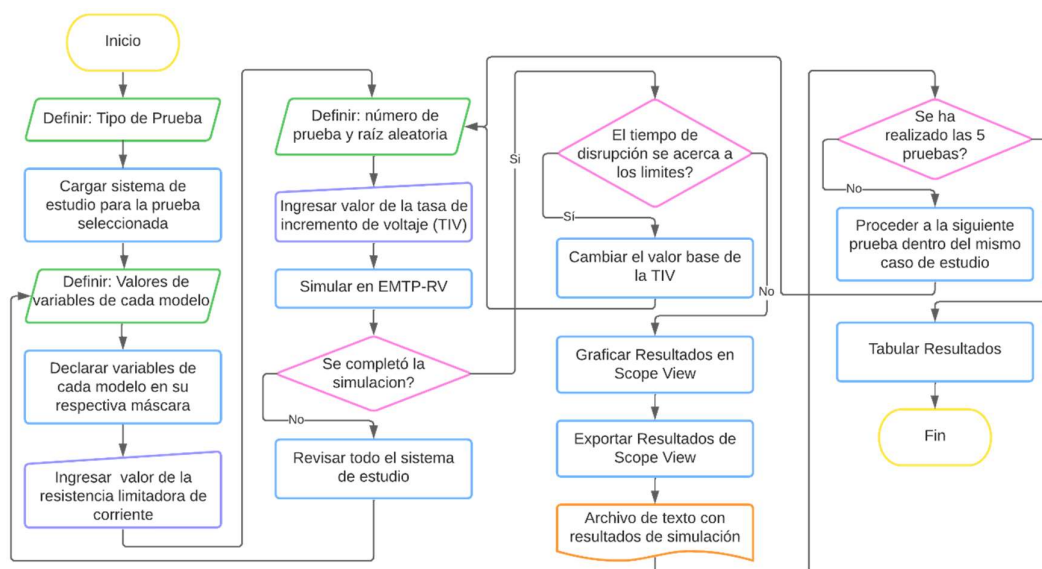 Inicio
Definir: Tipo de Prueba
Cargar sistema de
estudio para la prueba
seleccionada
Definir: Valores de
variables de cada modelo
Declarar variables de
cada modelo en su
respectiva máscara
Ingresar valor de la
resistencia limitadora de
corriente
Definir: número de
prueba y raíz aleatoria
Ingresar valor de la tasa de
incremento de voltaje (TIV)
Simular en EMTP-RV
Se completó la
simulacion?
No
Revisar todo el sistema
de estudio
Si
El tiempo de
disrupción se acerca a
los limites?
Sí
Cambiar el valor base de
la TIV
No
Graficar Resultados en
Scope View
Exportar Resultados de
Scope View
Archivo de texto con
resultados de simulación
Se ha
realizado las 5
pruebas?
No
Proceder a la siguiente
prueba dentro del mismo
caso de estudio
Tabular Resultados
Fin